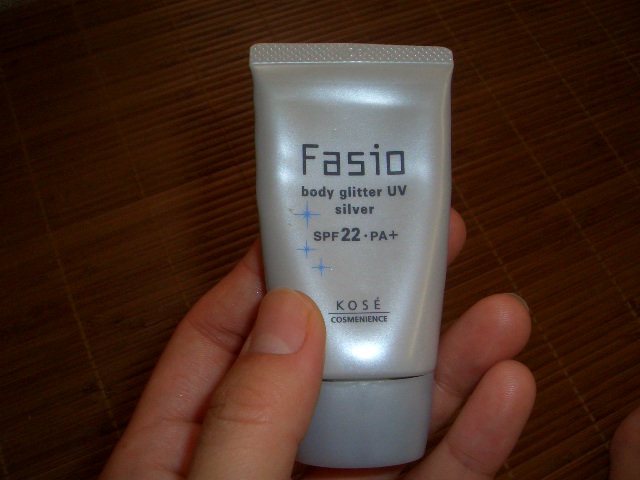 Fasio
body glitter UV
silver
SPF22·PA+
KOSÉ
COSMENIENCE